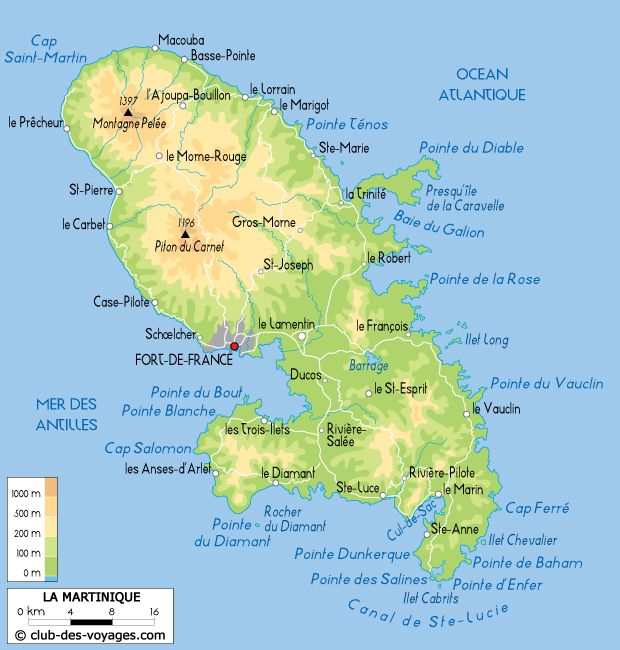 Cap
Saint-Martin
Macouba
Basse-Pointe
OCEAN
ATLANTIQUE
1397
l'Ajoupa-Bouillon
le Lorrain
le Marigot
Montagne Pelée
le Prêcheur
Pointe Ténos
Ste-Marie
Pointe du Diable
le Morne-Rouge
St-Pierre
la Trinité
Presqu'île
de la Caravelle
le Carbet
1196
Gros-Morne
Baie du Galion
Piton du Carnet
St-Joseph
le Robert
Pointe de la Rose
Case-Pilote
Schœlcher
le Lamentin
le François
Ilet Long
FORT-DE-FRANCE
Barrage
Ducos
le St-Esprit
Pointe du Vauclin
MER DES
ANTILLES
Pointe du Bout
Pointe Blanche
le Vauclin
les Trois-Ilets
Rivière-
Salée
Cap Salomon
les Anses-d'Arlet
le Diamant
Rivière-Pilote
Ste-Luce
le Marin
Cap Ferré
Rocher
du Diamant
Pointe
du Diamant
Cul-de-Sac
Ste-Anne
Ilet Chevalier
Pointe Dunkerque
Pointe de Baham
Pointe des Salines
Pointe d'Enfer
Ilet Cabrits
Canal de Ste-Lucie
1000 m
500 m
200 m
100 m
0 m
LA MARTINIQUE
0 km 4 8 16
© club-des-voyages.com